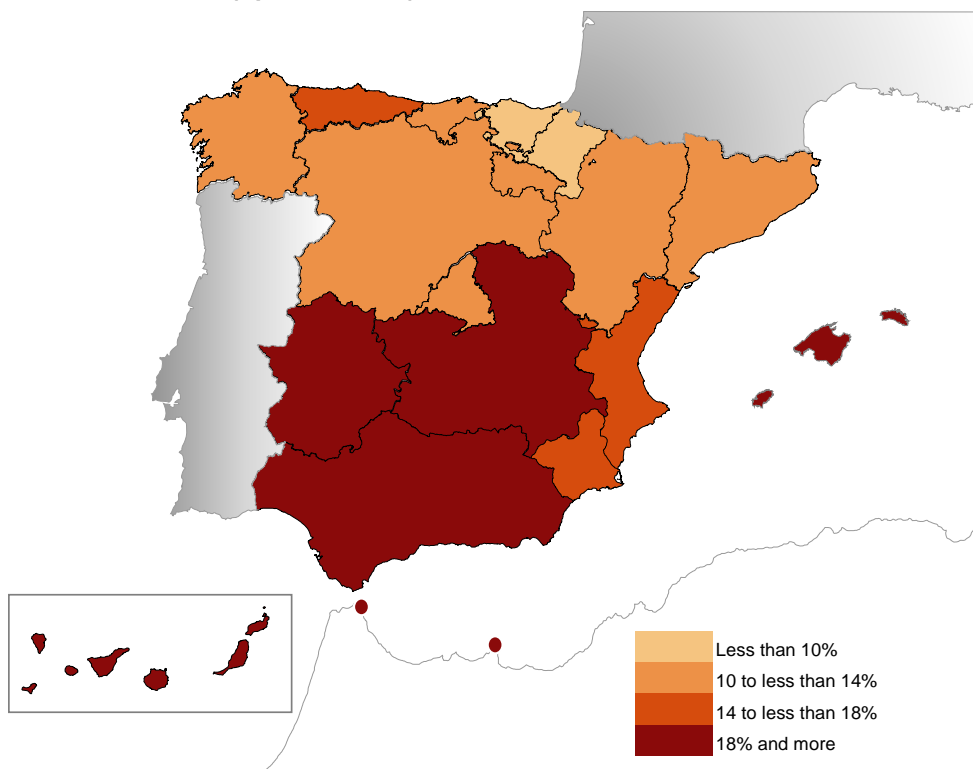 Less than 10%
10 to less than 14%
14 to less than 18%
18% and more